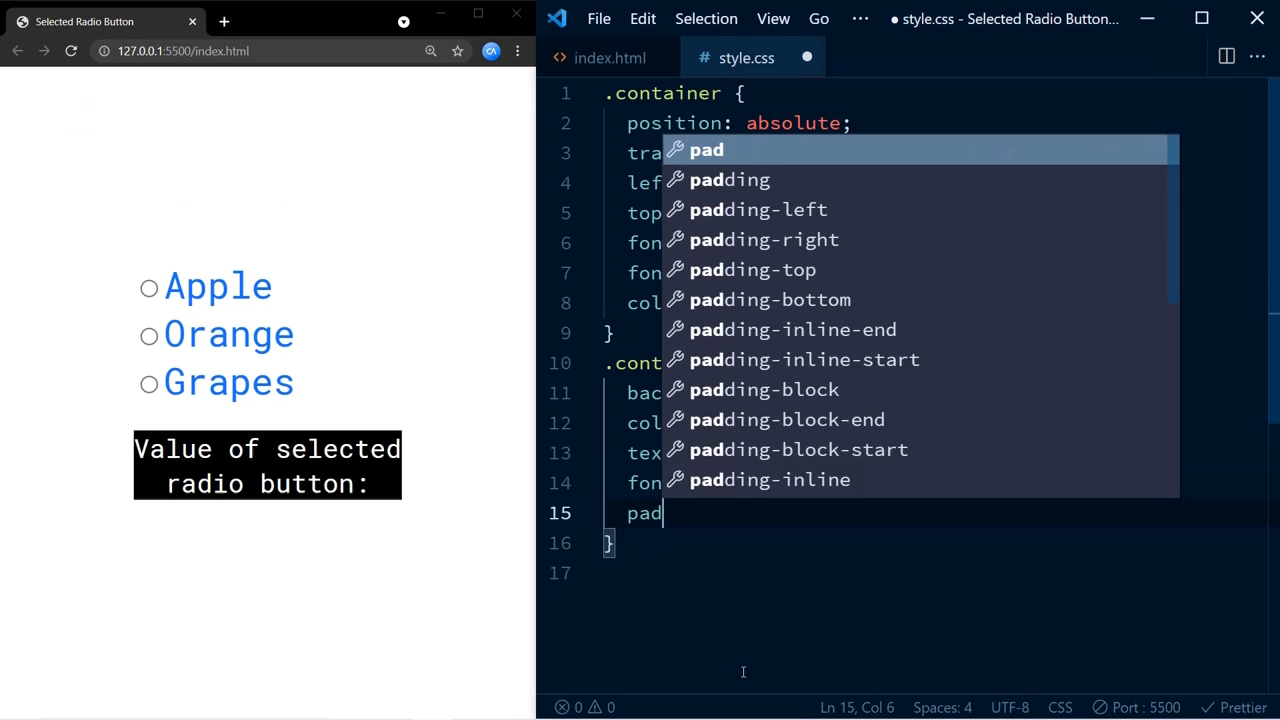 Selected Radio Button
127.0.0.1:5500/index.html
Apple
Orange
Grapes
Value of selected
radio button:
File Edit Selection View Go ··· ● style.css - Selected Radio Button...
<> index.html # style.css
1 .container {
2 position: absolute;
3 tra
4 lef
5 top
6 fon
7 fon
8 col
9 }
10 .cont
11 bac
12 col
13 tex
14 fon
15 pad
16 }
17
pad
padding
padding-left
padding-right
padding-top
padding-bottom
padding-inline-end
padding-inline-start
padding-block
padding-block-end
padding-block-start
padding-inline
0 0 Ln 15, Col 6 Spaces: 4 UTF-8 CSS Port : 5500 Prettier